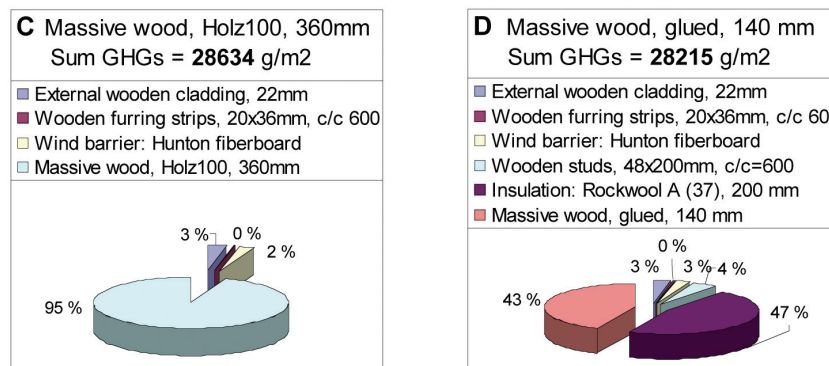 C Massive wood, Holz100, 360mm
Sum GHGs = 28634 g/m2
External wooden cladding, 22mm
Wooden furring strips, 20x36mm, c/c 600
Wind barrier: Hunton fiberboard
Massive wood, Holz100, 360mm
3 %
0 %
2 %
95 %
D Massive wood, glued, 140 mm
Sum GHGs = 28215 g/m2
External wooden cladding, 22mm
Wooden furring strips, 20x36mm, c/c 60
Wind barrier: Hunton fiberboard
Wooden studs, 48x200mm, c/c=600
Insulation: Rockwool A (37), 200 mm
Massive wood, glued, 140 mm
0 %
3 %
3 %
4 %
43 %
47 %